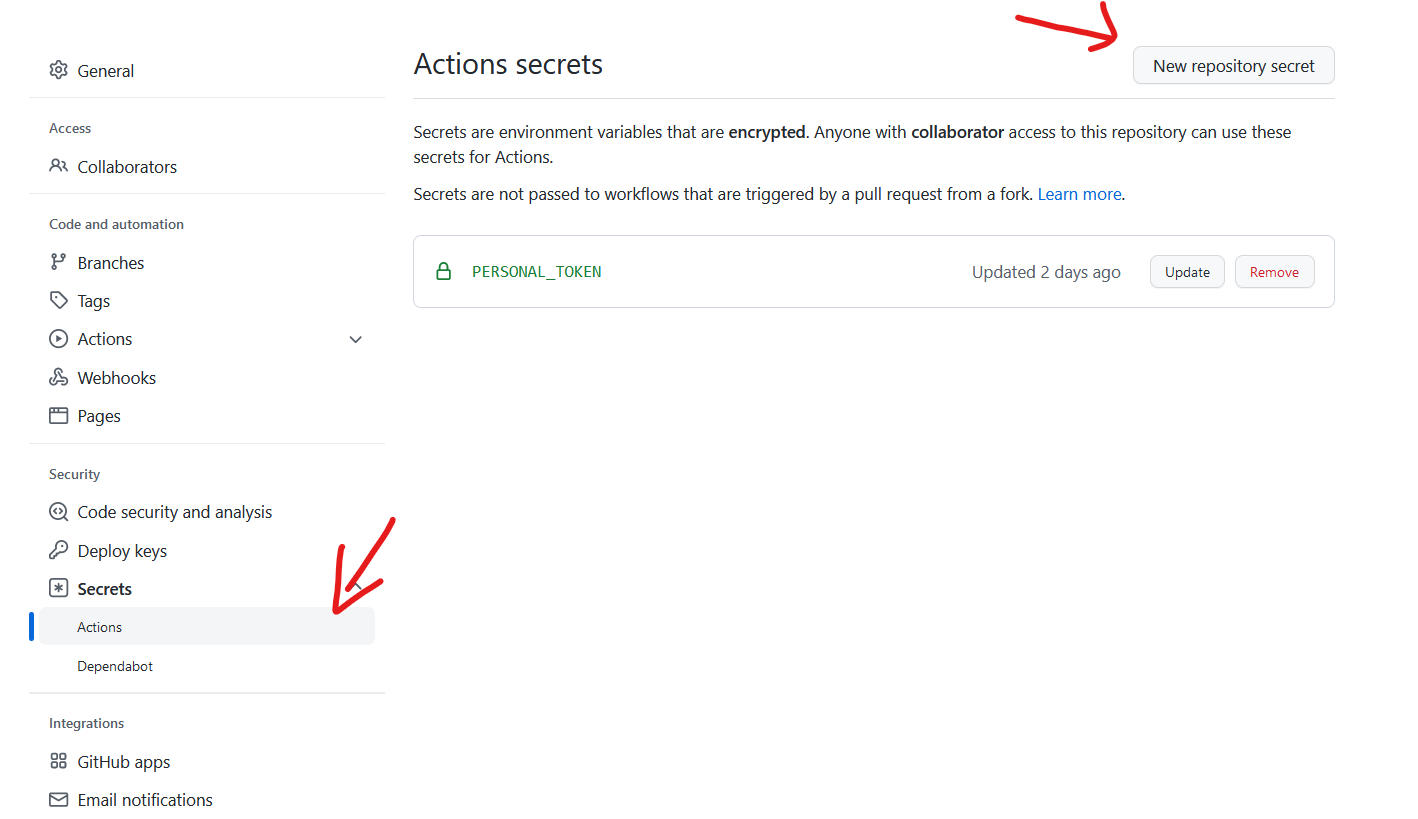 General
Access
Collaborators
Code and automation
Branches
Tags
Actions
Webhooks
Pages
Security
Code security and analysis
Deploy keys
Secrets
Actions
Dependabot
Integrations
GitHub apps
Email notifications
Actions secrets
New repository secret
Secrets are environment variables that are encrypted. Anyone with collaborator access to this repository can use these
secrets for Actions.
Secrets are not passed to workflows that are triggered by a pull request from a fork. Learn more.
PERSONAL_TOKEN
Updated 2 days ago
Update
Remove